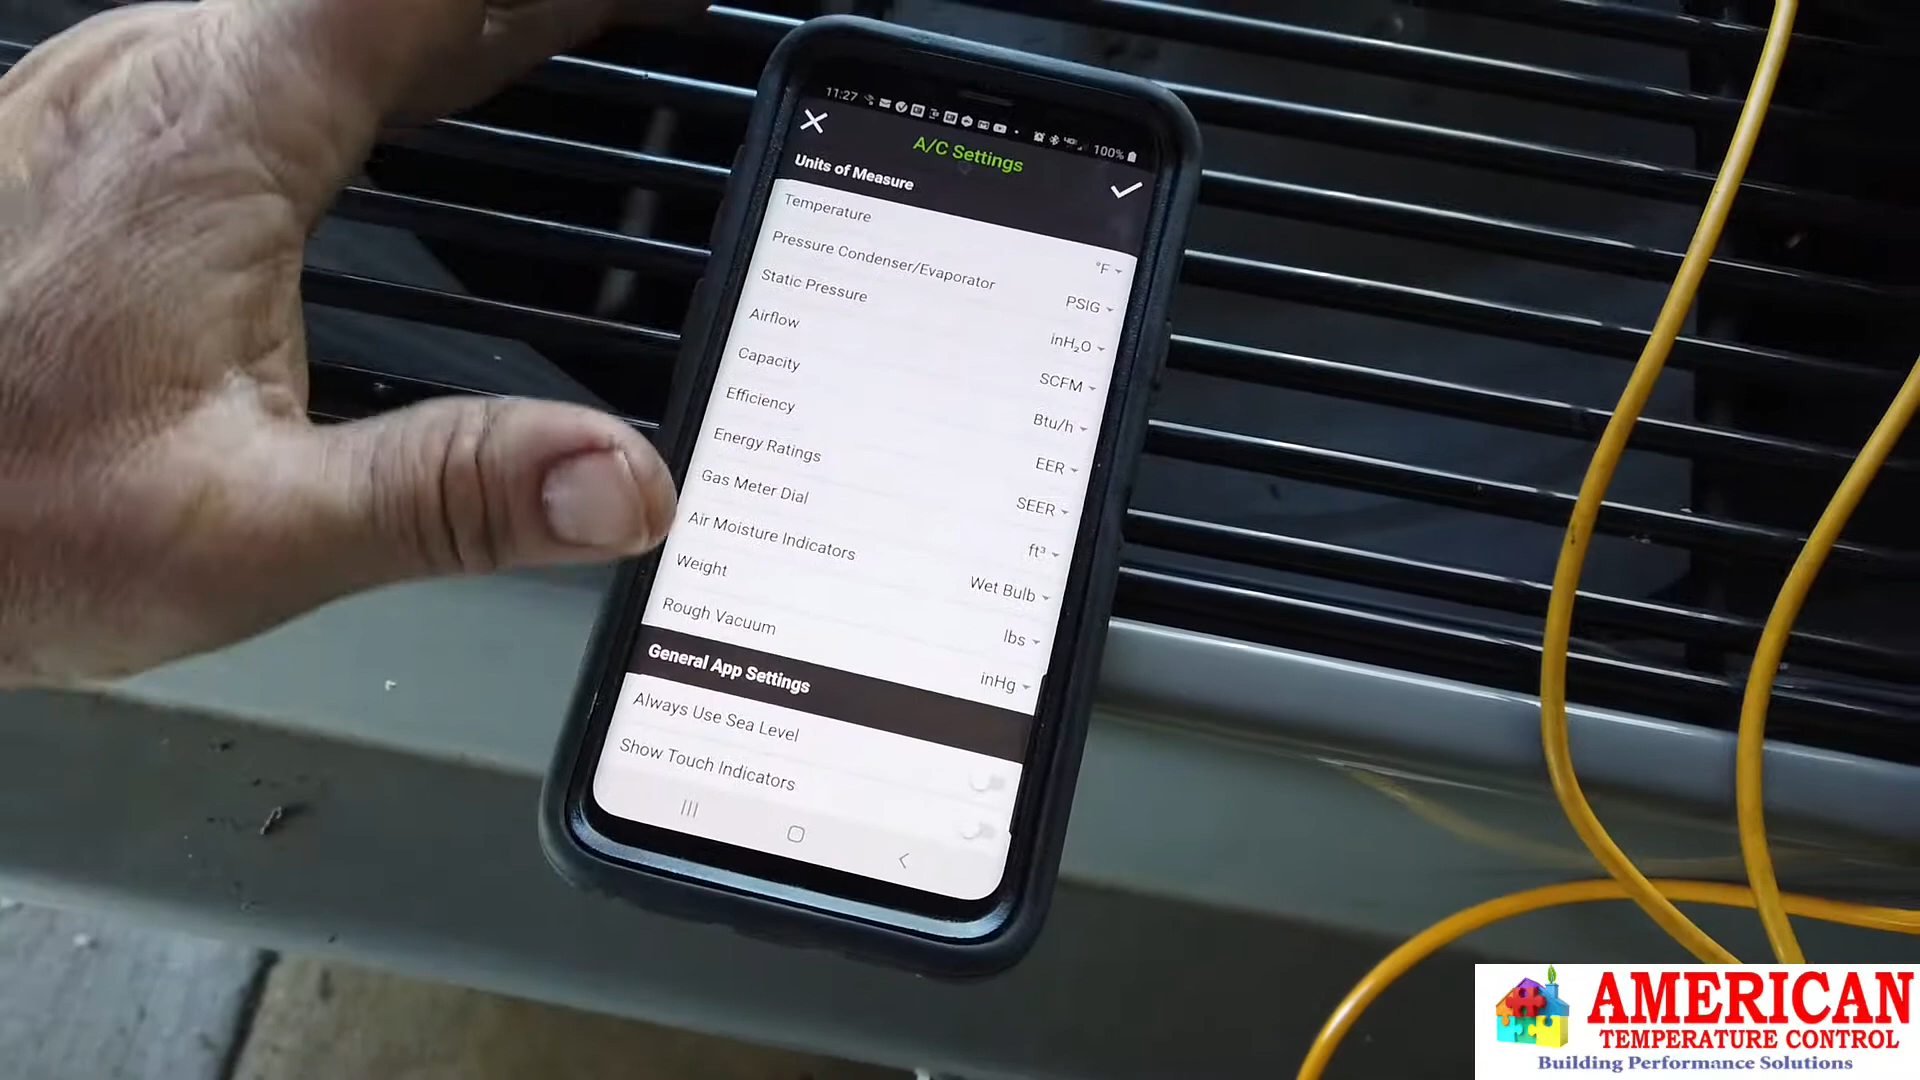 11:27
100%
A/C Settings
Units of Measure
Temperature
°F
Pressure Condenser/Evaporator
PSIG
Static Pressure
inH₂O
Airflow
SCFM
Capacity
Btu/h
Efficiency
EER
Energy Ratings
SEER
Gas Meter Dial
ft³
Air Moisture Indicators
Wet Bulb
Weight
lbs
Rough Vacuum
inHg
General App Settings
Always Use Sea Level
Show Touch Indicators
AMERICAN
TEMPERATURE CONTROL
Building Performance Solutions